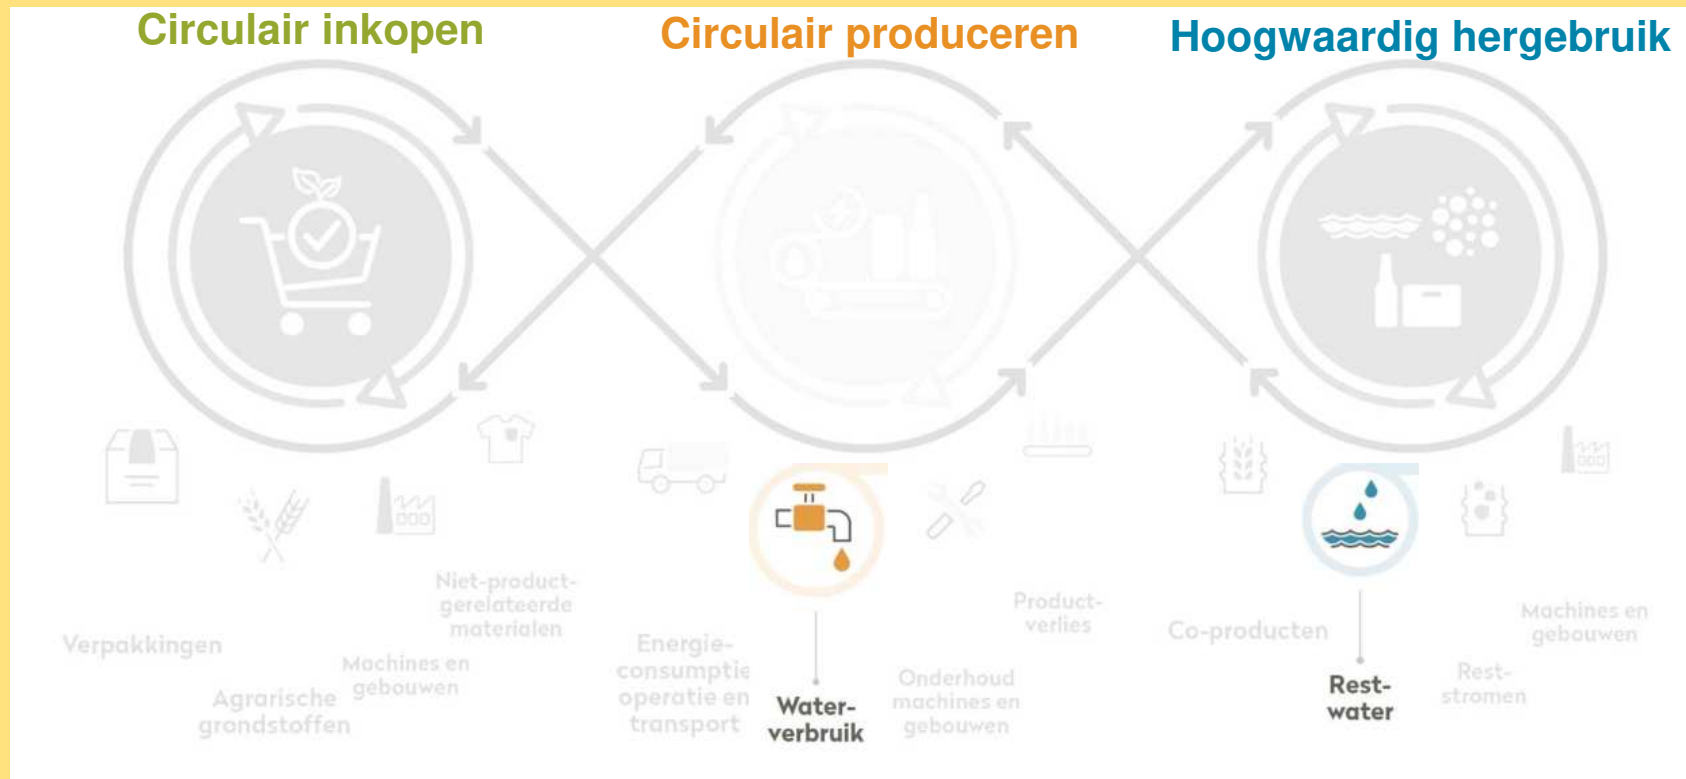 Circulair inkopen
Circulair produceren
Hoogwaardig hergebruik
Verpakkingen
Agrarische
grondstoffen
Machines en
gebouwen
Niet-product-
gerelateerde
materialen
Energie-
consumptie
operatie en
transport
Water-
verbruik
Onderhoud
machines en
gebouwen
Product-
verlies
Co-producten
Rest-
water
Rest-
stromen
Machines en
gebouwen